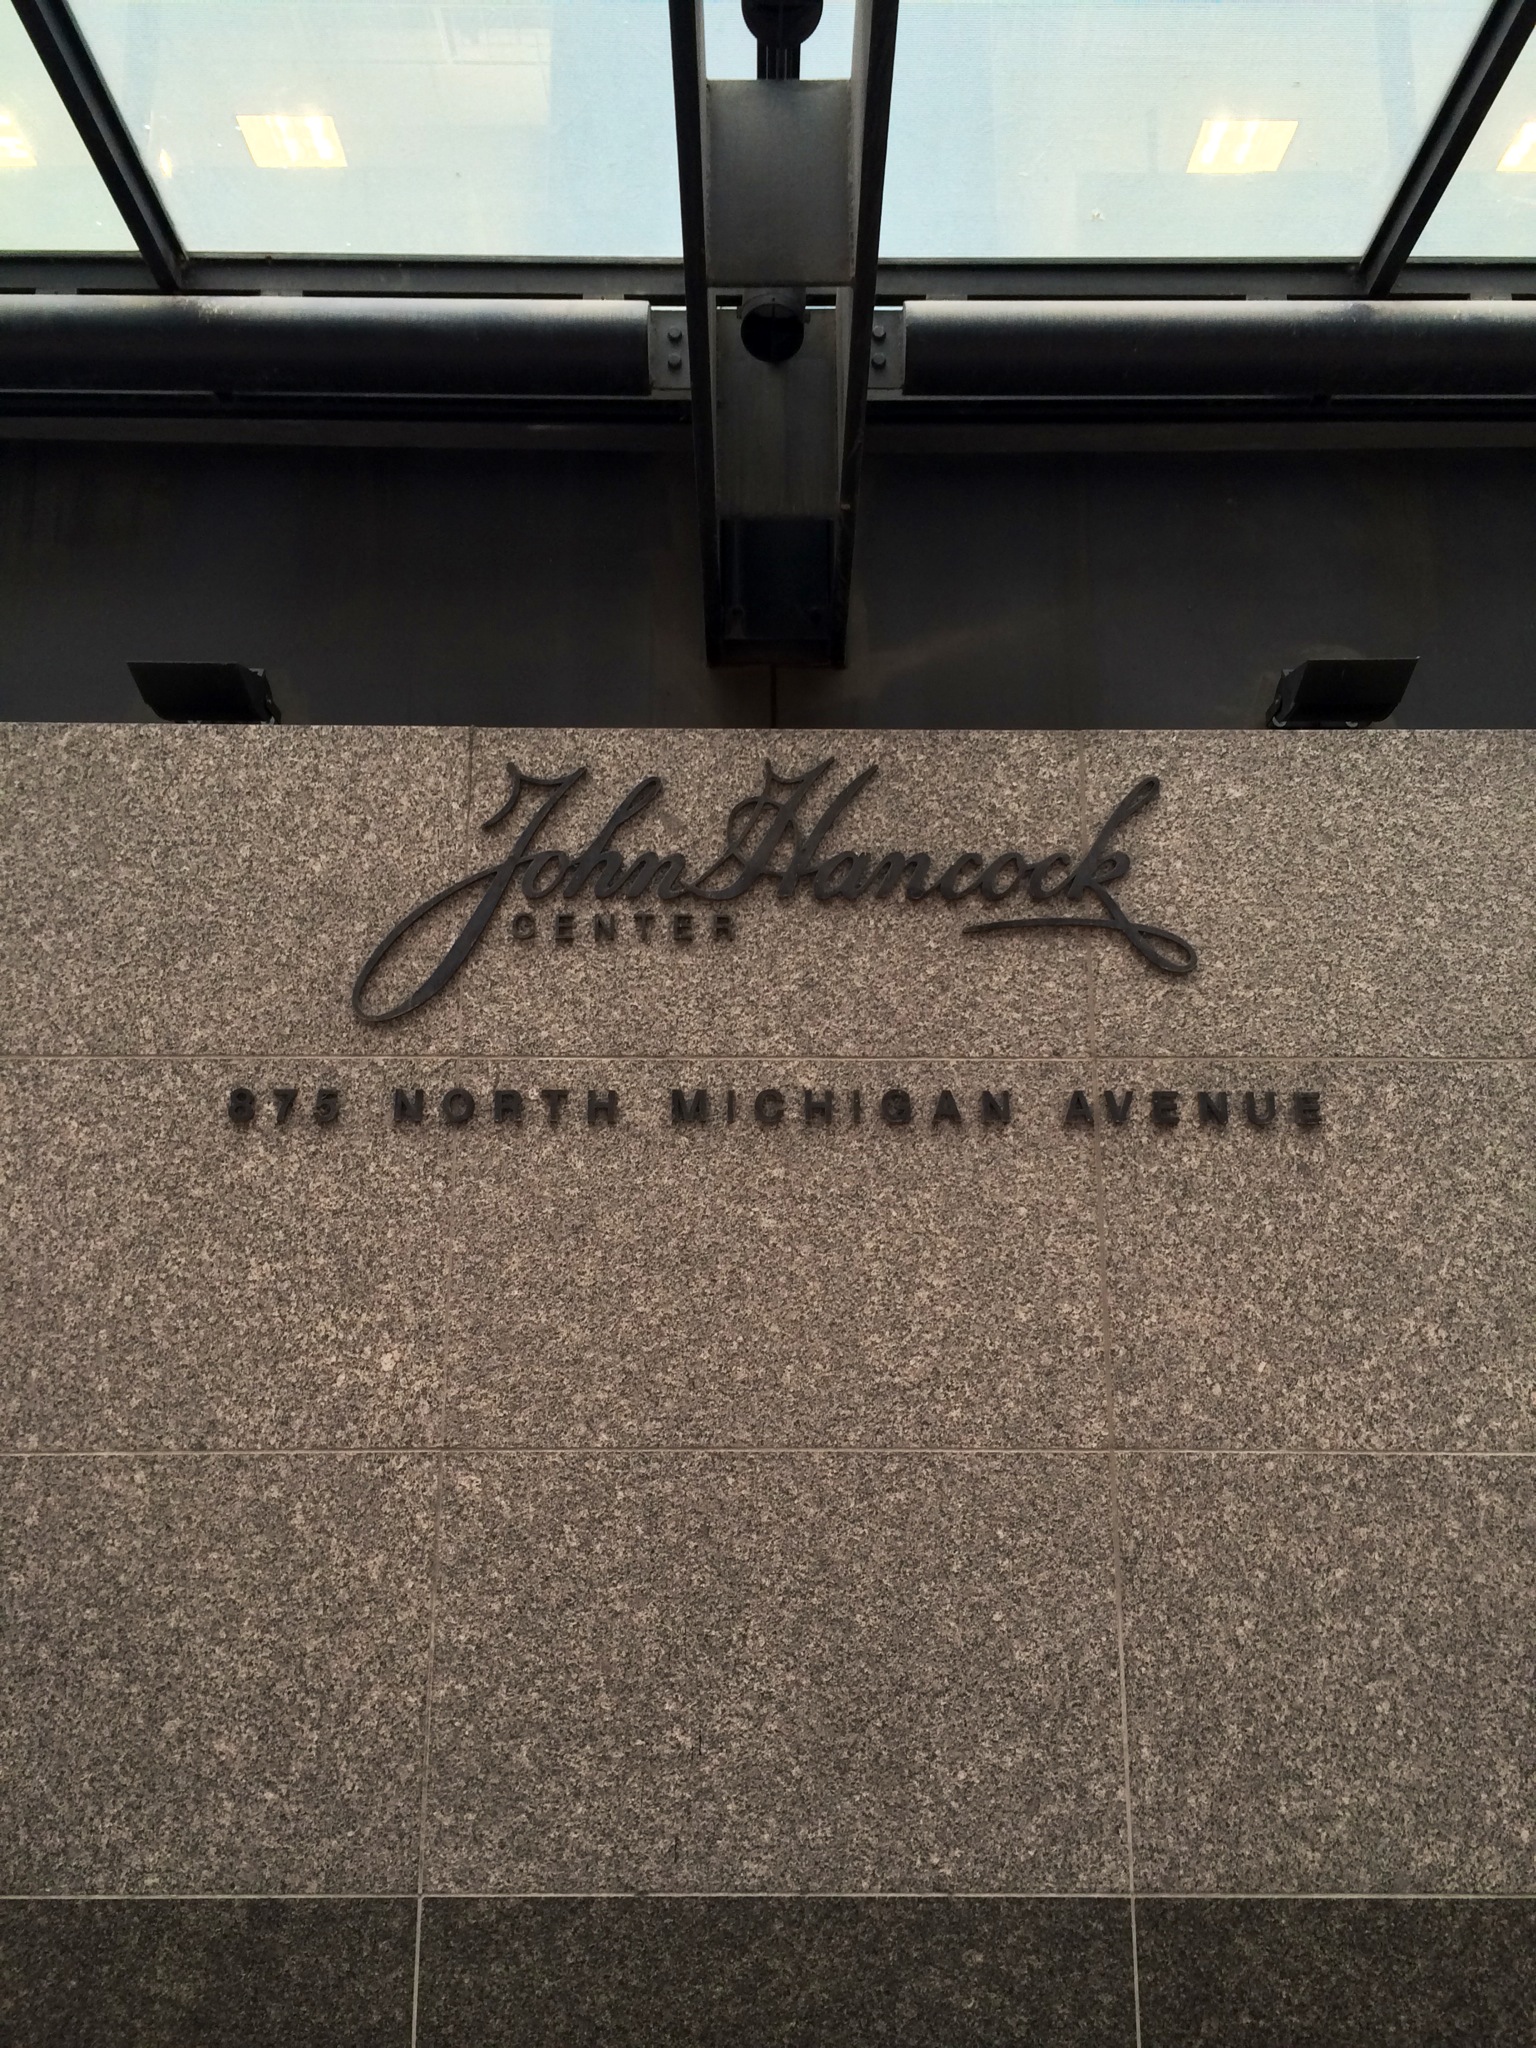 John Hancock
CENTER
875 NORTH MICHIGAN AVENUE